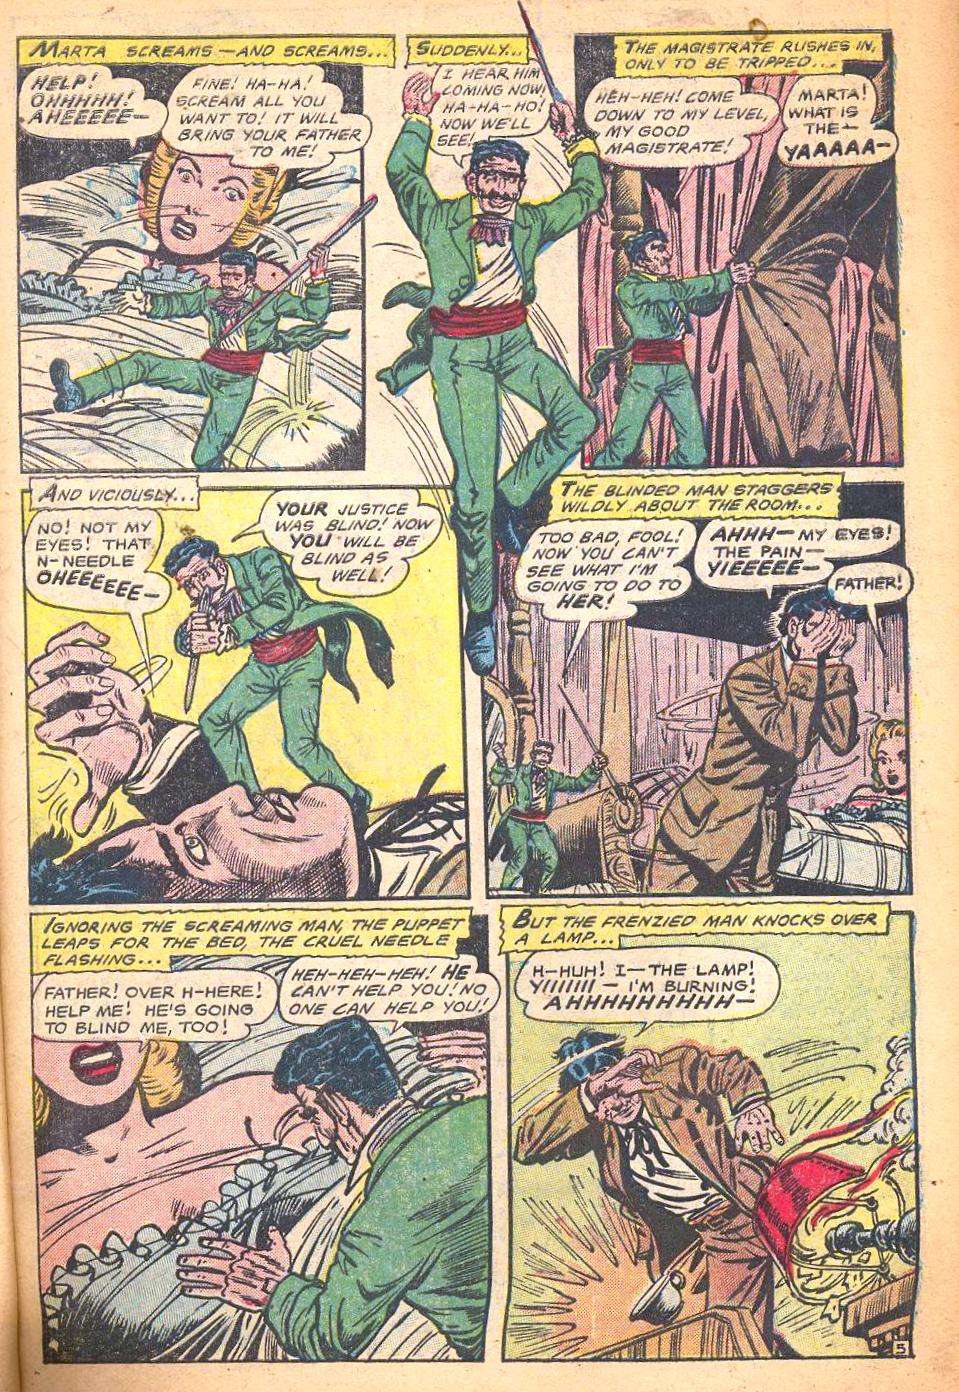 MARTA SCREAMS—AND SCREAMS...
HELP!
OHHHHH!
AHEEEEE—
FINE! HA-HA!
SCREAM ALL YOU
WANT TO! IT WILL
BRING YOUR FATHER
TO ME!
SUDDENLY...
I HEAR HIM
COMING NOW!
HA-HA-HO!
NOW WE'LL
SEE!
THE MAGISTRATE RUSHES IN,
ONLY TO BE TRIPPED...
HEH-HEH! COME
DOWN TO MY LEVEL,
MY GOOD
MAGISTRATE!
MARTA!
WHAT IS
THE—
YAAAAA-
AND VICIOUSLY...
NO! NOT MY
EYES! THAT
N-NEEDLE
OHEEEEEE—
YOUR JUSTICE
WAS BLIND! NOW
YOU WILL BE
BLIND AS
WELL!
THE BLINDED MAN STAGGERS
WILDLY ABOUT THE ROOM...
TOO BAD, FOOL!
NOW YOU CAN'T
SEE WHAT I'M
GOING TO DO TO
HER!
AHHH— MY EYES!
THE PAIN—
YIEEEEE—
FATHER!
IGNORING THE SCREAMING MAN, THE PUPPET
LEAPS FOR THE BED, THE CRUEL NEEDLE
FLASHING...
FATHER! OVER H-HERE!
HELP ME! HE'S GOING
TO BLIND ME, TOO!
HEH-HEH-HEH! HE
CAN'T HELP YOU! NO
ONE CAN HELP YOU!
BUT THE FRENZIED MAN KNOCKS OVER
A LAMP...
H-HUH! I—THE LAMP!
YIIIIIII — I'M BURNING!
AHHHHHHHHH—
5